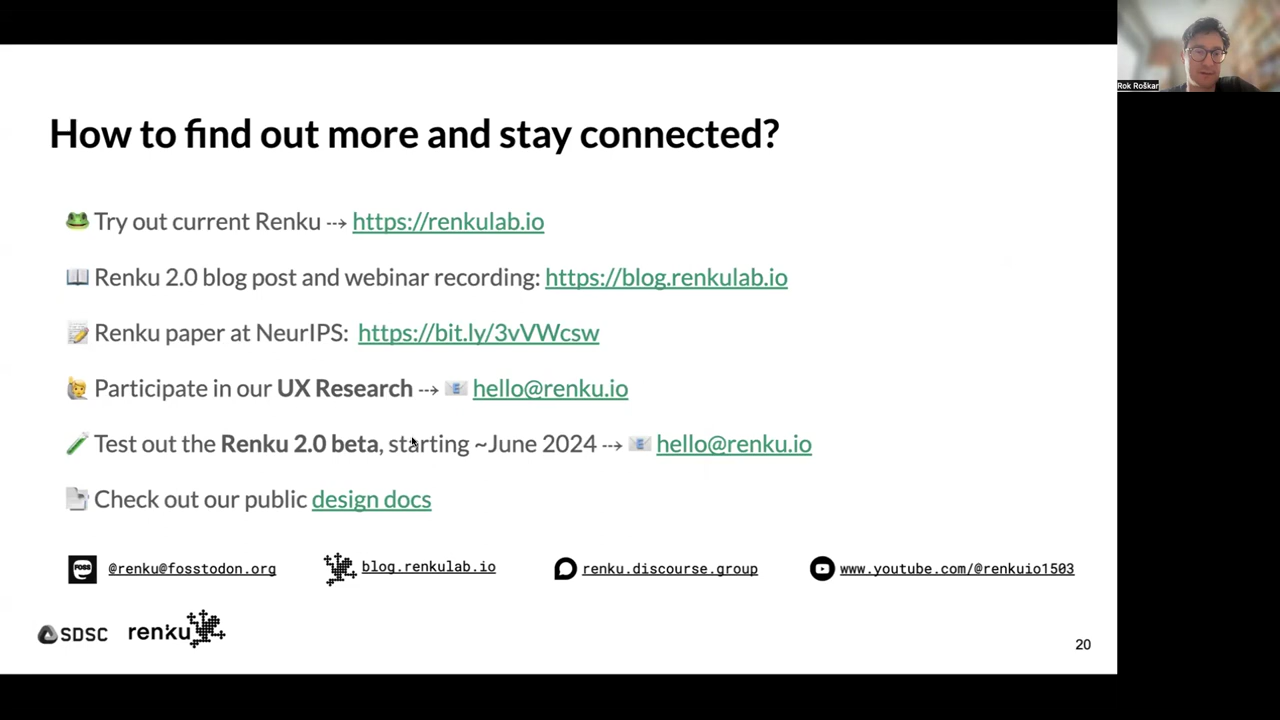 Rok Roškar
How to find out more and stay connected?
🐸 Try out current Renku ⤏ https://renkulab.io
📖 Renku 2.0 blog post and webinar recording: https://blog.renkulab.io
📝 Renku paper at NeurIPS: https://bit.ly/3vVWcsw
🙋 Participate in our UX Research ⤏ 📧 hello@renku.io
🧪 Test out the Renku 2.0 beta, starting ~June 2024 ⤏ 📧 hello@renku.io
📄 Check out our public design docs
FOSS @renku@fosstodon.org blog.renkulab.io renku.discourse.group www.youtube.com/@renkuio1503
SDSC renku
20